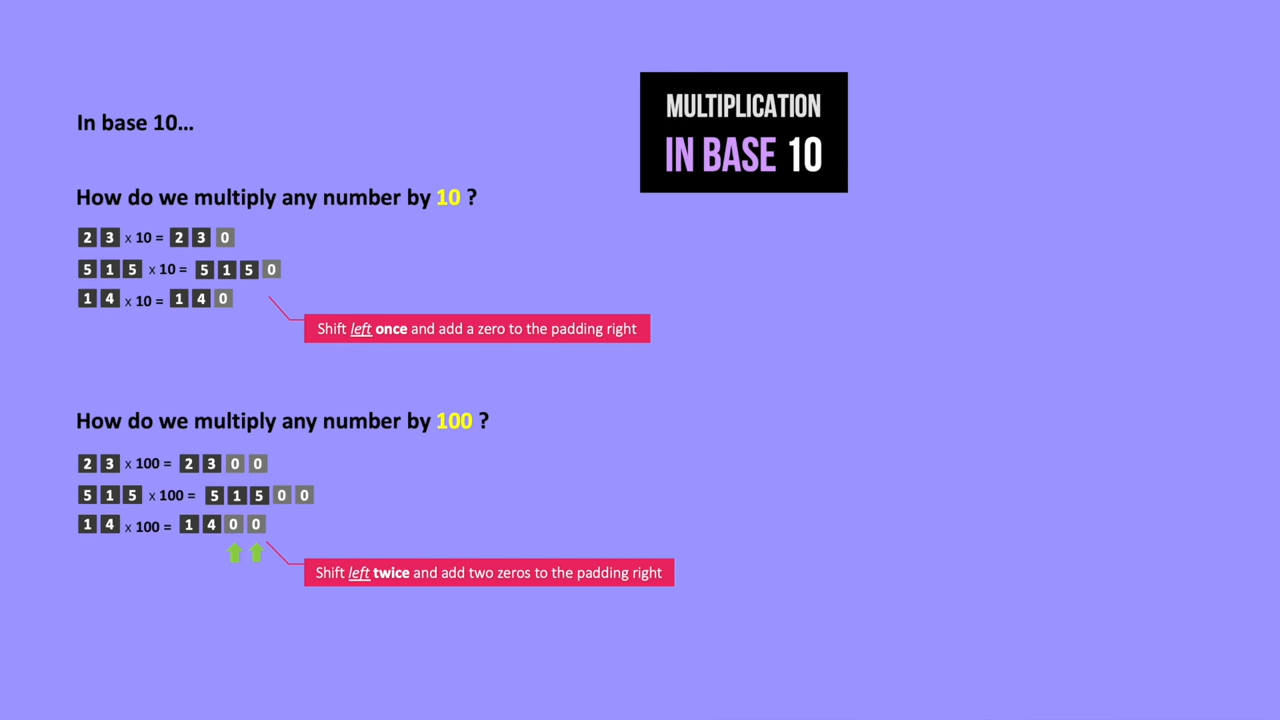 MULTIPLICATION
IN BASE 10
In base 10...
How do we multiply any number by 10 ?
2 3 x 10 = 2 3 0
5 1 5 x 10 = 5 1 5 0
1 4 x 10 = 1 4 0
Shift left once and add a zero to the padding right
How do we multiply any number by 100 ?
2 3 x 100 = 2 3 0 0
5 1 5 x 100 = 5 1 5 0 0
1 4 x 100 = 1 4 0 0
Shift left twice and add two zeros to the padding right